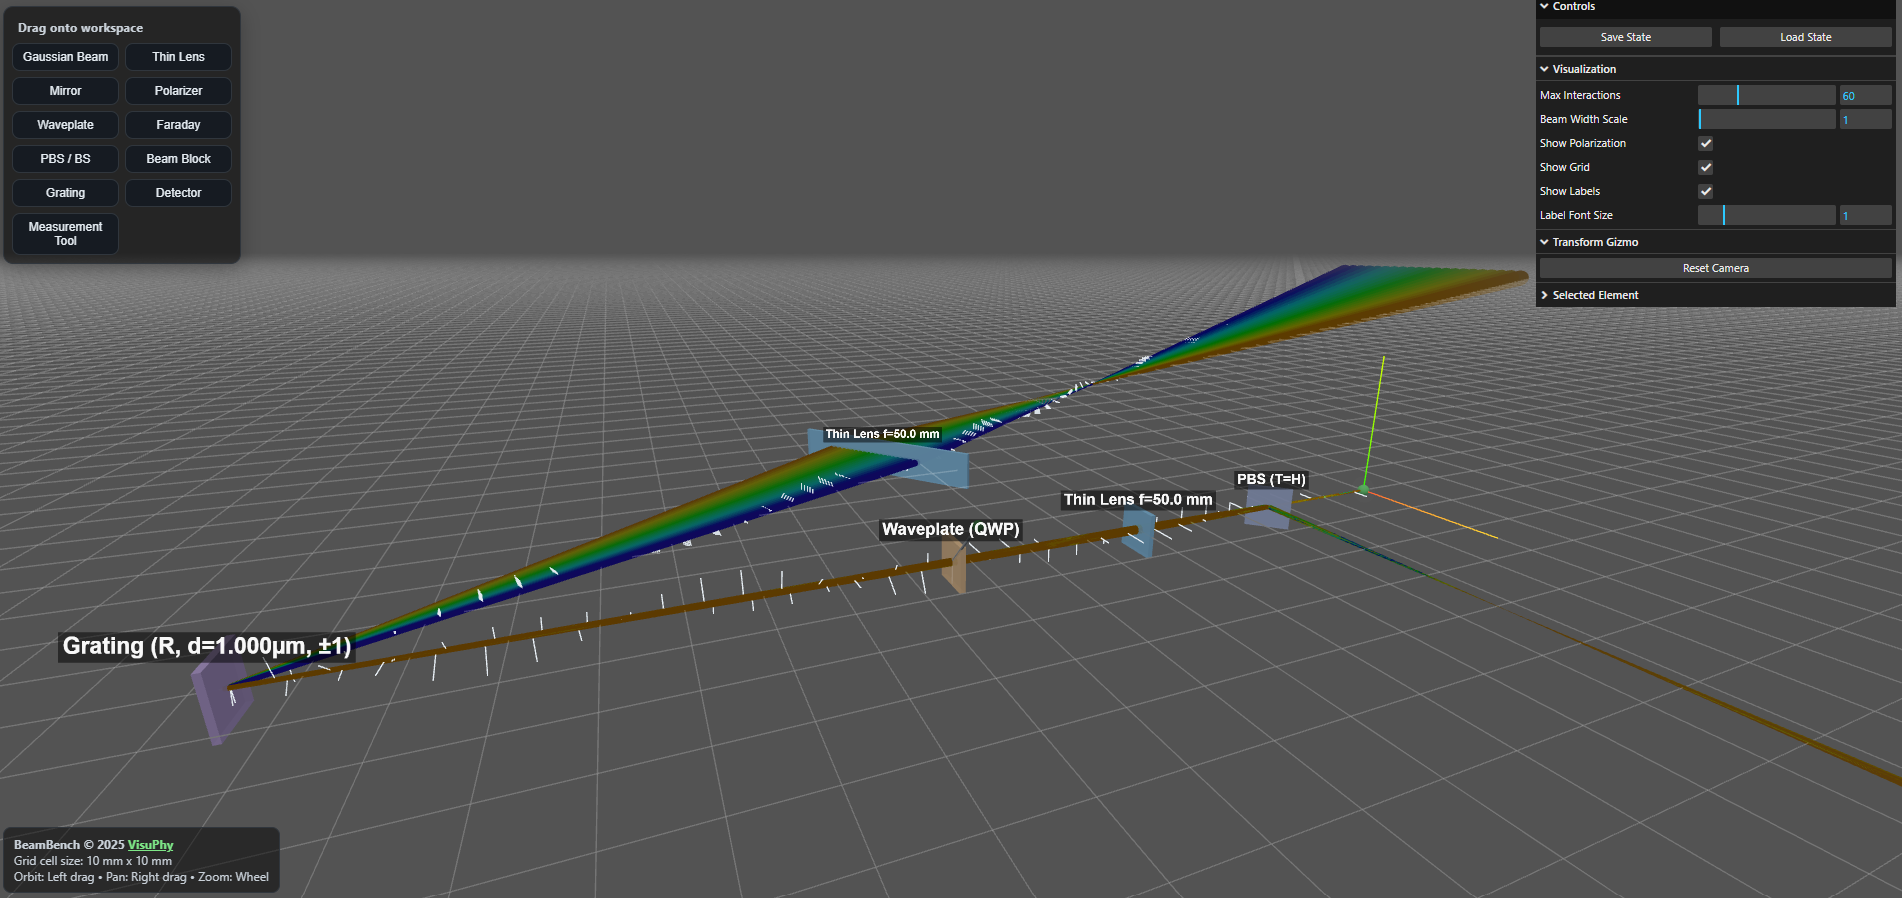 Drag onto workspace
Gaussian Beam
Thin Lens
Mirror
Polarizer
Waveplate
Faraday
PBS / BS
Beam Block
Grating
Detector
Measurement
Tool
Controls
Save State
Load State
Visualization
Max Interactions
60
Beam Width Scale
1
Show Polarization
Show Grid
Show Labels
Label Font Size
1
Transform Gizmo
Reset Camera
Selected Element
Thin Lens f=50.0 mm
PBS (T=H)
Thin Lens f=50.0 mm
Waveplate (QWP)
Grating (R, d=1.000μm, ±1)
BeamBench © 2025 VisuPhy
Grid cell size: 10 mm x 10 mm
Orbit: Left drag • Pan: Right drag • Zoom: Wheel